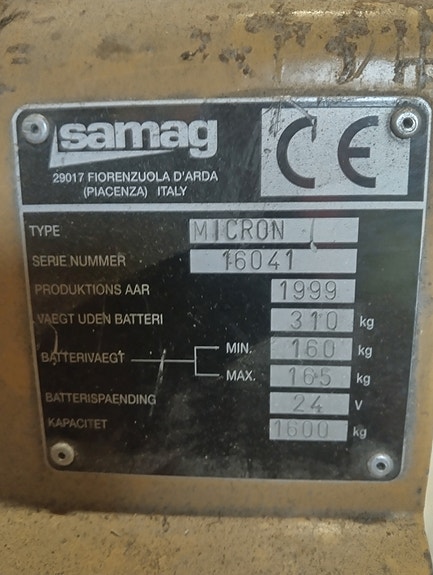 samag
CE
29017 FIORENZUOLA D'ARDA
(PIACENZA) ITALY
TYPE MICRON
SERIE NUMMER 16041
PRODUKTIONS AAR 1999
VAEGT UDEN BATTERI 310 kg
BATTERIVAEGT MIN. 160 kg
MAX. 165 kg
BATTERISPAENDING 24 V
KAPACITET 1600 kg